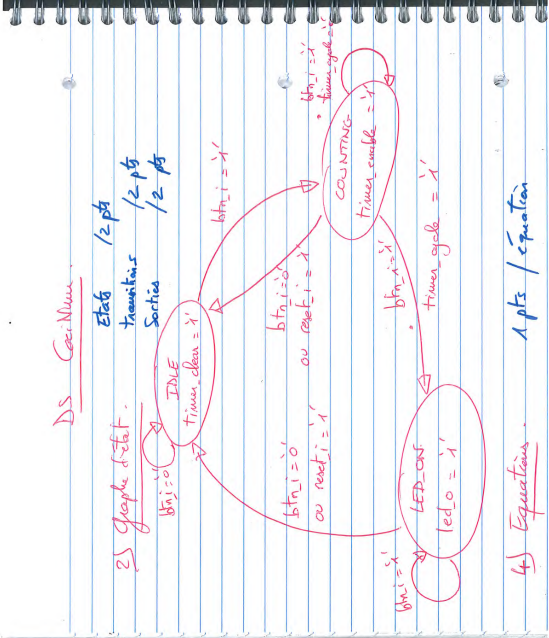 DS CociNum.
2) Graphe d'état.
Etats /2 pts
transitions /2 pts
Sorties /2 pts
btn_i='0'
IDLE
timer_clear = '1'
btn_i = '1'
btn_i = '0'
ou reset_i = '1'
btn_i = '0'
ou reset_i = '1'
btn_i = '1'
• timer_cycle = '1'
COUNTING
timer_enable = '1'
btn_i = '1'
• timer_cycle = '1'
LED_ON
led_o = '1'
btn_i = '1'
4) Equations.
1 pts / équation